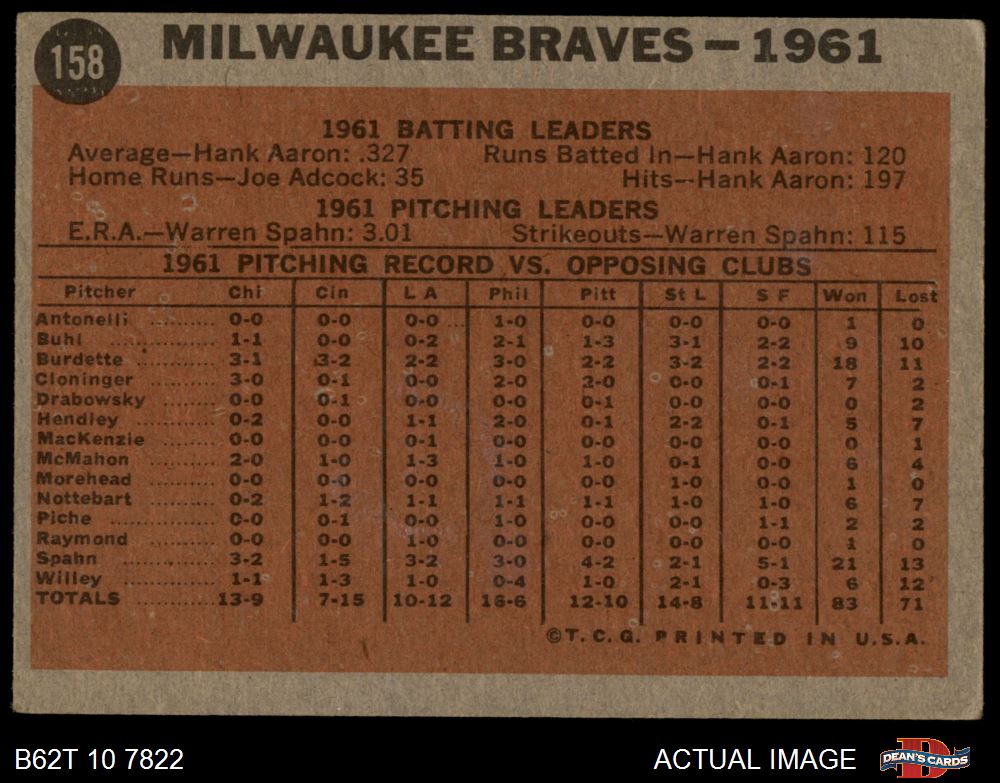 158
MILWAUKEE BRAVES — 1961
1961 BATTING LEADERS
Average—Hank Aaron: .327 Runs Batted In—Hank Aaron: 120
Home Runs—Joe Adcock: 35 Hits—Hank Aaron: 197
1961 PITCHING LEADERS
E.R.A.—Warren Spahn: 3.01 Strikeouts—Warren Spahn: 115
1961 PITCHING RECORD VS. OPPOSING CLUBS
Pitcher Chi Cin L A Phil Pitt St L S F Won Lost
Antonelli .......... 0-0 0-0 0-0 1-0 0-0 0-0 0-0 1 0
Buhl .......... 1-1 0-0 0-2 2-1 1-3 3-1 2-2 9 10
Burdette .......... 3-1 3-2 2-2 3-0 2-2 3-2 2-2 18 11
Cloninger .......... 3-0 0-1 0-0 2-0 2-0 0-0 0-1 7 2
Drabowsky ........ 0-0 0-1 0-0 0-0 0-1 0-0 0-0 0 2
Hendley .......... 0-2 0-0 1-1 2-0 0-1 2-2 0-1 5 7
MacKenzie ........ 0-0 0-0 0-1 0-0 0-0 0-0 0-0 0 1
McMahon .......... 2-0 1-0 1-3 1-0 1-0 0-1 0-0 6 4
Morehead ........ 0-0 0-0 0-0 0-0 0-0 1-0 0-0 1 0
Nottebart .......... 0-2 1-2 1-1 1-1 1-1 1-0 1-0 6 7
Piche .......... 0-0 0-1 0-0 1-0 0-0 0-0 1-1 2 2
Raymond .......... 0-0 0-0 1-0 0-0 0-0 0-0 0-0 1 0
Spahn .......... 3-2 1-5 3-2 3-0 4-2 2-1 5-1 21 13
Willey .......... 1-1 1-3 1-0 0-4 1-0 2-1 0-3 6 12
TOTALS .......... 13-9 7-15 10-12 16-6 12-10 14-8 11-11 83 71
©T.C.G. PRINTED IN U.S.A.
B62T 10 7822 ACTUAL IMAGE DEAN'S CARDS